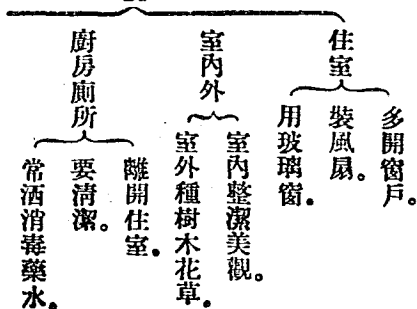 住室
多開窗戶。
裝風扇。
用玻璃窗。
室內外
室內整潔美觀。
室外種樹木花草。
廚房廁所
離開住室。
要清潔。
常洒消毒藥水。